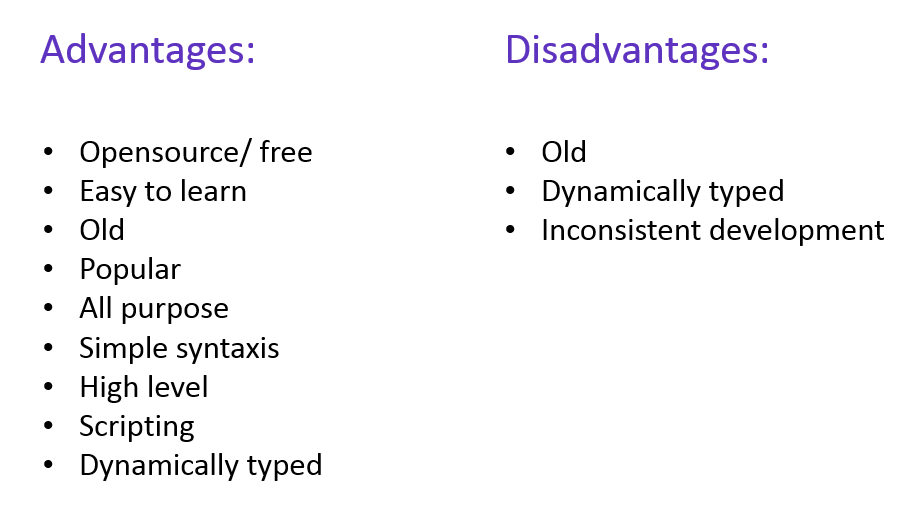 Advantages:
• Opensource/ free
• Easy to learn
• Old
• Popular
• All purpose
• Simple syntaxis
• High level
• Scripting
• Dynamically typed
Disadvantages:
• Old
• Dynamically typed
• Inconsistent development